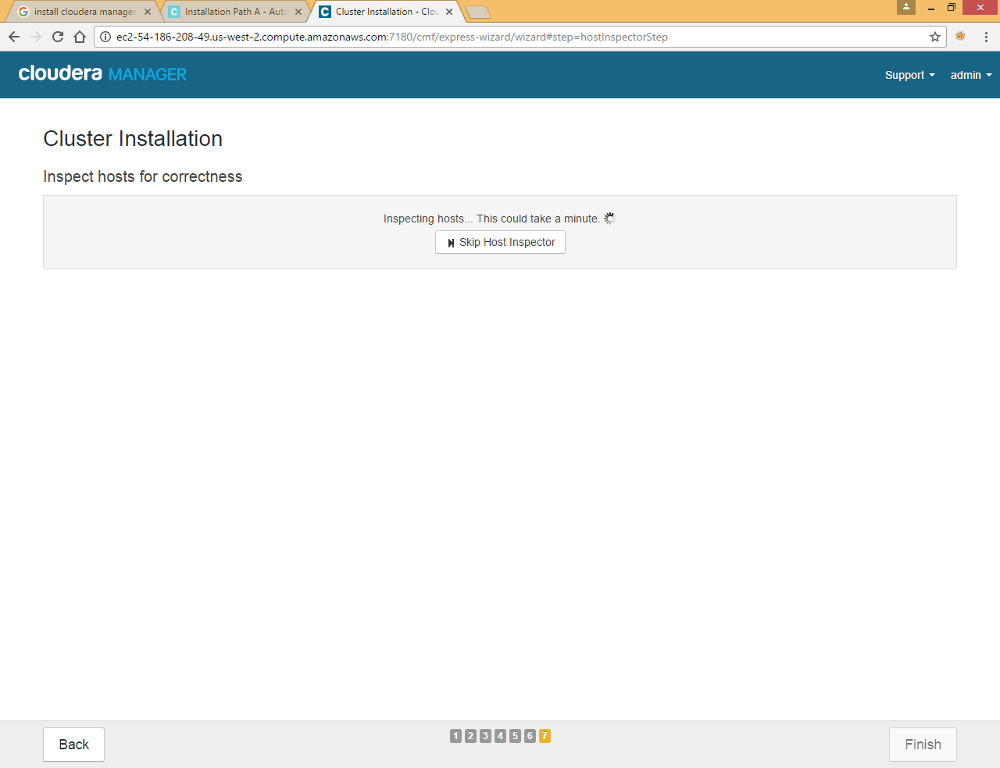 install cloudera manager
Installation Path A - Auto
Cluster Installation - Clou
ec2-54-186-208-49.us-west-2.compute.amazonaws.com:7180/cmf/express-wizard/wizard#step=hostInspectorStep
cloudera MANAGER
Support
admin
Cluster Installation
Inspect hosts for correctness
Inspecting hosts... This could take a minute.
Skip Host Inspector
Back
1 2 3 4 5 6 7
Finish